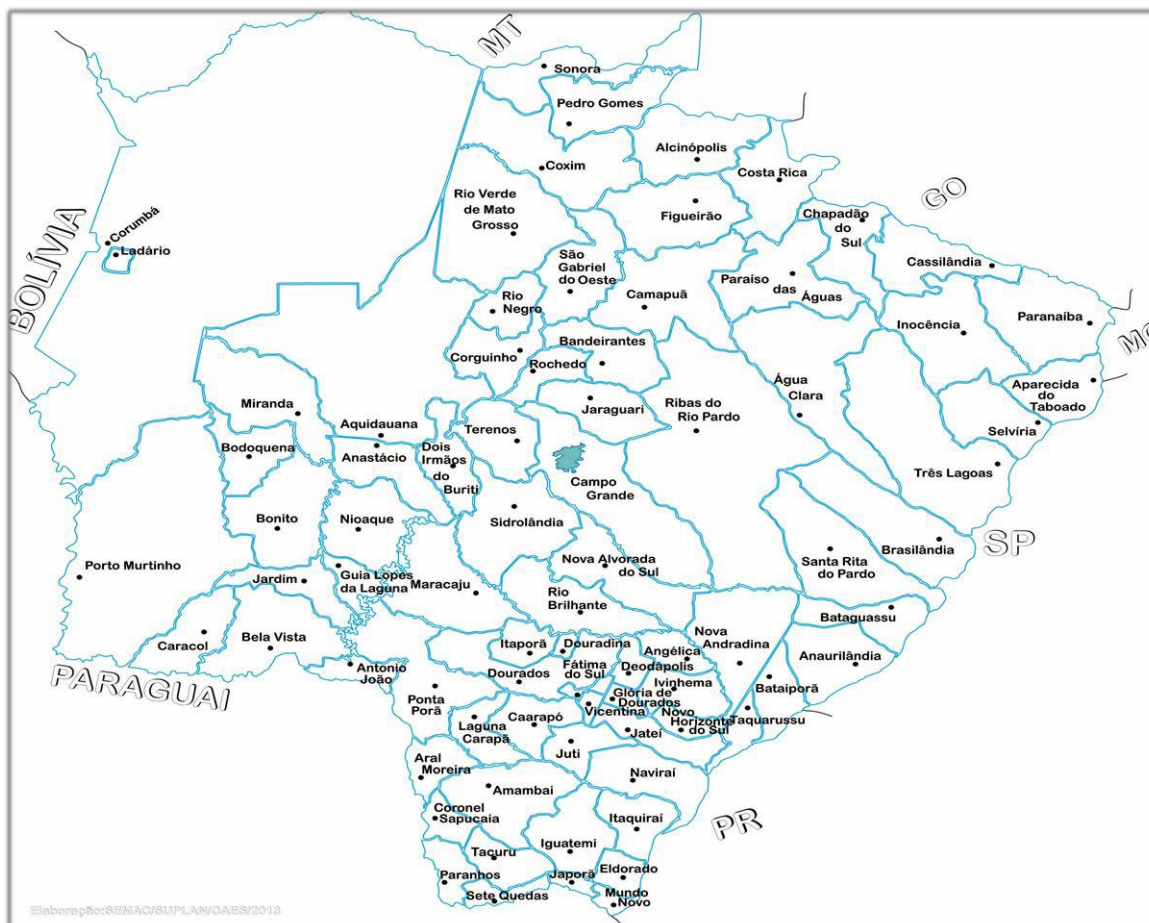 MT
Sonora
Pedro Gomes
Alcinópolis
Coxim
Costa Rica
GO
Rio Verde
de Mato
Grosso
Figueirão
Chapadão
do
Sul
BOLÍVIA
Corumbá
Ladário
São
Gabriel
do Oeste
Cassilândia
Paraíso
das
Águas
Rio
Negro
Camapuã
Inocência
Paranaíba
Bandeirantes
Corguinho
Rochedo
Água
Clara
Aparecida
do
Taboado
Miranda
Jaraguari
Ribas do
Rio Pardo
Selvíria
Aquidauana
Terenos
Bodoquena
Anastácio
Dois
Irmãos
do
Buriti
Três Lagoas
Campo
Grande
Bonito
Nioaque
Sidrolândia
Brasilândia
SP
Porto Murtinho
Jardim
Guia Lopes
da Laguna
Maracaju
Nova Alvorada
do Sul
Santa Rita
do Pardo
Rio
Brilhante
Bataguassu
Caracol
Bela Vista
Itaporã
Douradina
Angélica
Nova
Andradina
Anaurilândia
PARAGUAI
Antonio
João
Dourados
Fátima
do Sul
Deodápolis
Ivinhema
Bataiporã
Ponta
Porã
Glória de
Dourados
Vicentina
Novo
Horizonte
do Sul
Taquarussu
Laguna
Carapã
Caarapó
Jateí
Juti
Aral
Moreira
Naviraí
Amambai
Coronel
Sapucaia
Itaquiraí
PR
Tacuru
Iguatemi
Paranhos
Japorã
Eldorado
Sete Quedas
Mundo
Novo
Elaboração:SEMAC/SUPLAN/CAES/2013